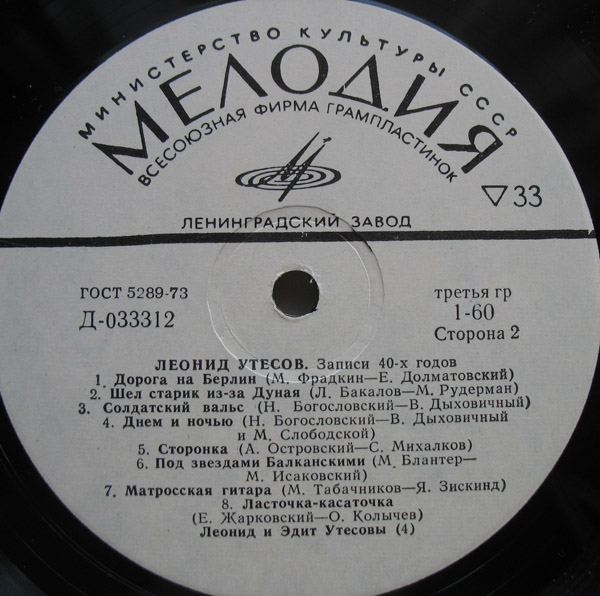 МИНИСТЕРСТВО КУЛЬТУРЫ СССР
МЕЛОДИЯ
ВСЕСОЮЗНАЯ ФИРМА ГРАМПЛАСТИНОК
▽33
ЛЕНИНГРАДСКИЙ ЗАВОД
ГОСТ 5289-73
Д-033312
третья гр
1-60
Сторона 2
ЛЕОНИД УТЕСОВ. Записи 40-х годов
1. Дорога на Берлин (М. Фрадкин—Е. Долматовский)
2. Шел старик из-за Дуная (Л. Бакалов—М. Рудерман)
3. Солдатский вальс (Н. Богословский—В. Дыховичный)
4. Днем и ночью (Н. Богословский—В. Дыховичный
и М. Слободской)
5. Сторонка (А. Островский—С. Михалков)
6. Под звездами Балканскими (М. Блантер—
М. Исаковский)
7. Матросская гитара (М. Табачников—Я. Зискинд)
8. Ласточка-касаточка
(Е. Жарковский—О. Колычев)
Леонид и Эдит Утесовы (4)